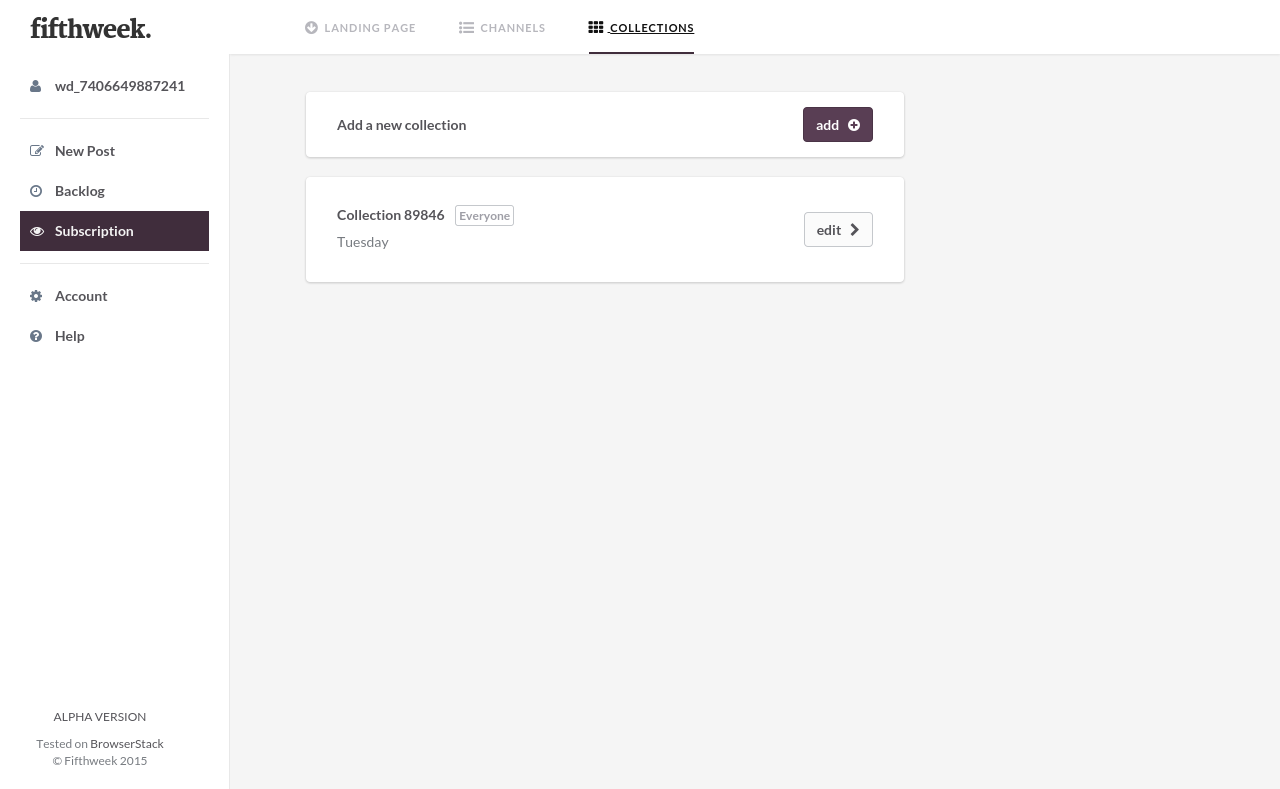 fifthweek.
LANDING PAGE
CHANNELS
COLLECTIONS
wd_7406649887241
New Post
Backlog
Subscription
Account
Help
Add a new collection
add
Collection 89846
Everyone
Tuesday
edit
ALPHA VERSION
Tested on BrowserStack
© Fifthweek 2015